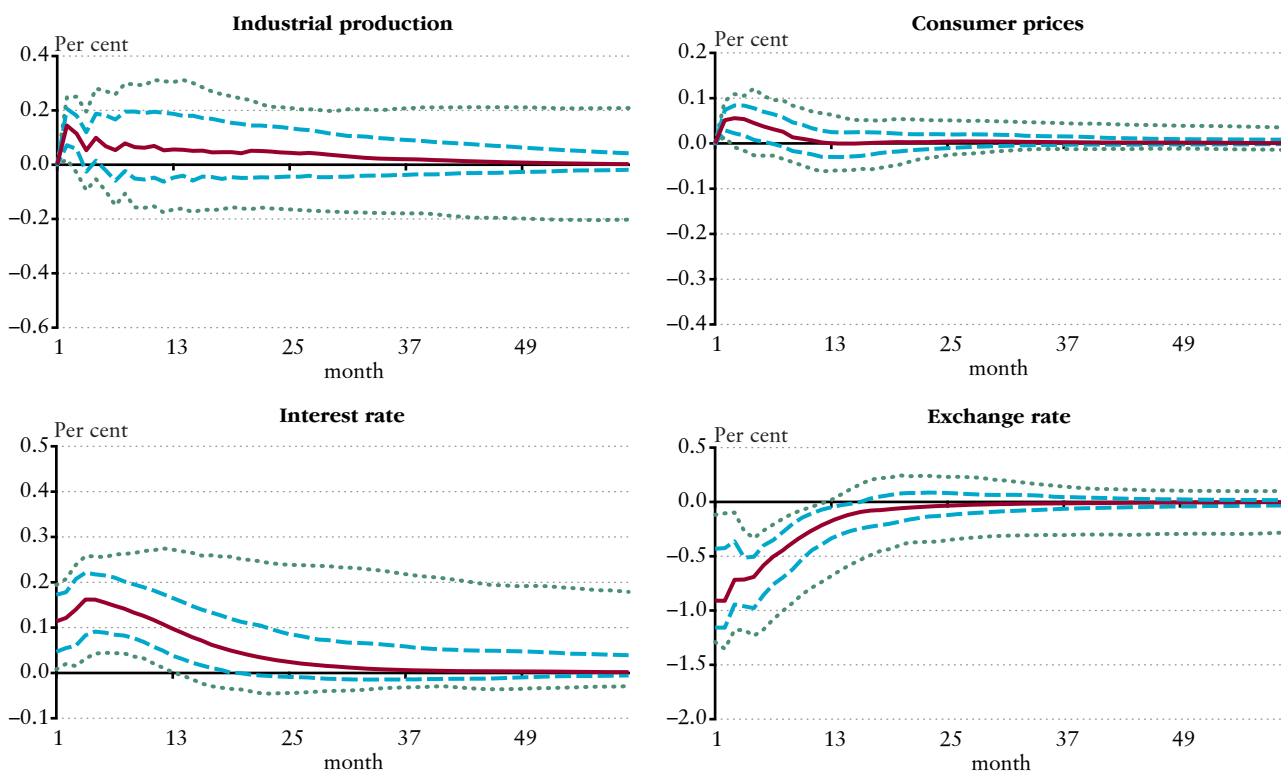 Industrial production
Per cent
0.4
0.2
0.0
–0.2
–0.4
–0.6
1 13 25 37 49
month
Consumer prices
Per cent
0.2
0.1
0.0
–0.1
–0.2
–0.3
–0.4
1 13 25 37 49
month
Interest rate
Per cent
0.5
0.4
0.3
0.2
0.1
0.0
–0.1
1 13 25 37 49
month
Exchange rate
Per cent
0.5
0.0
–0.5
–1.0
–1.5
–2.0
1 13 25 37 49
month